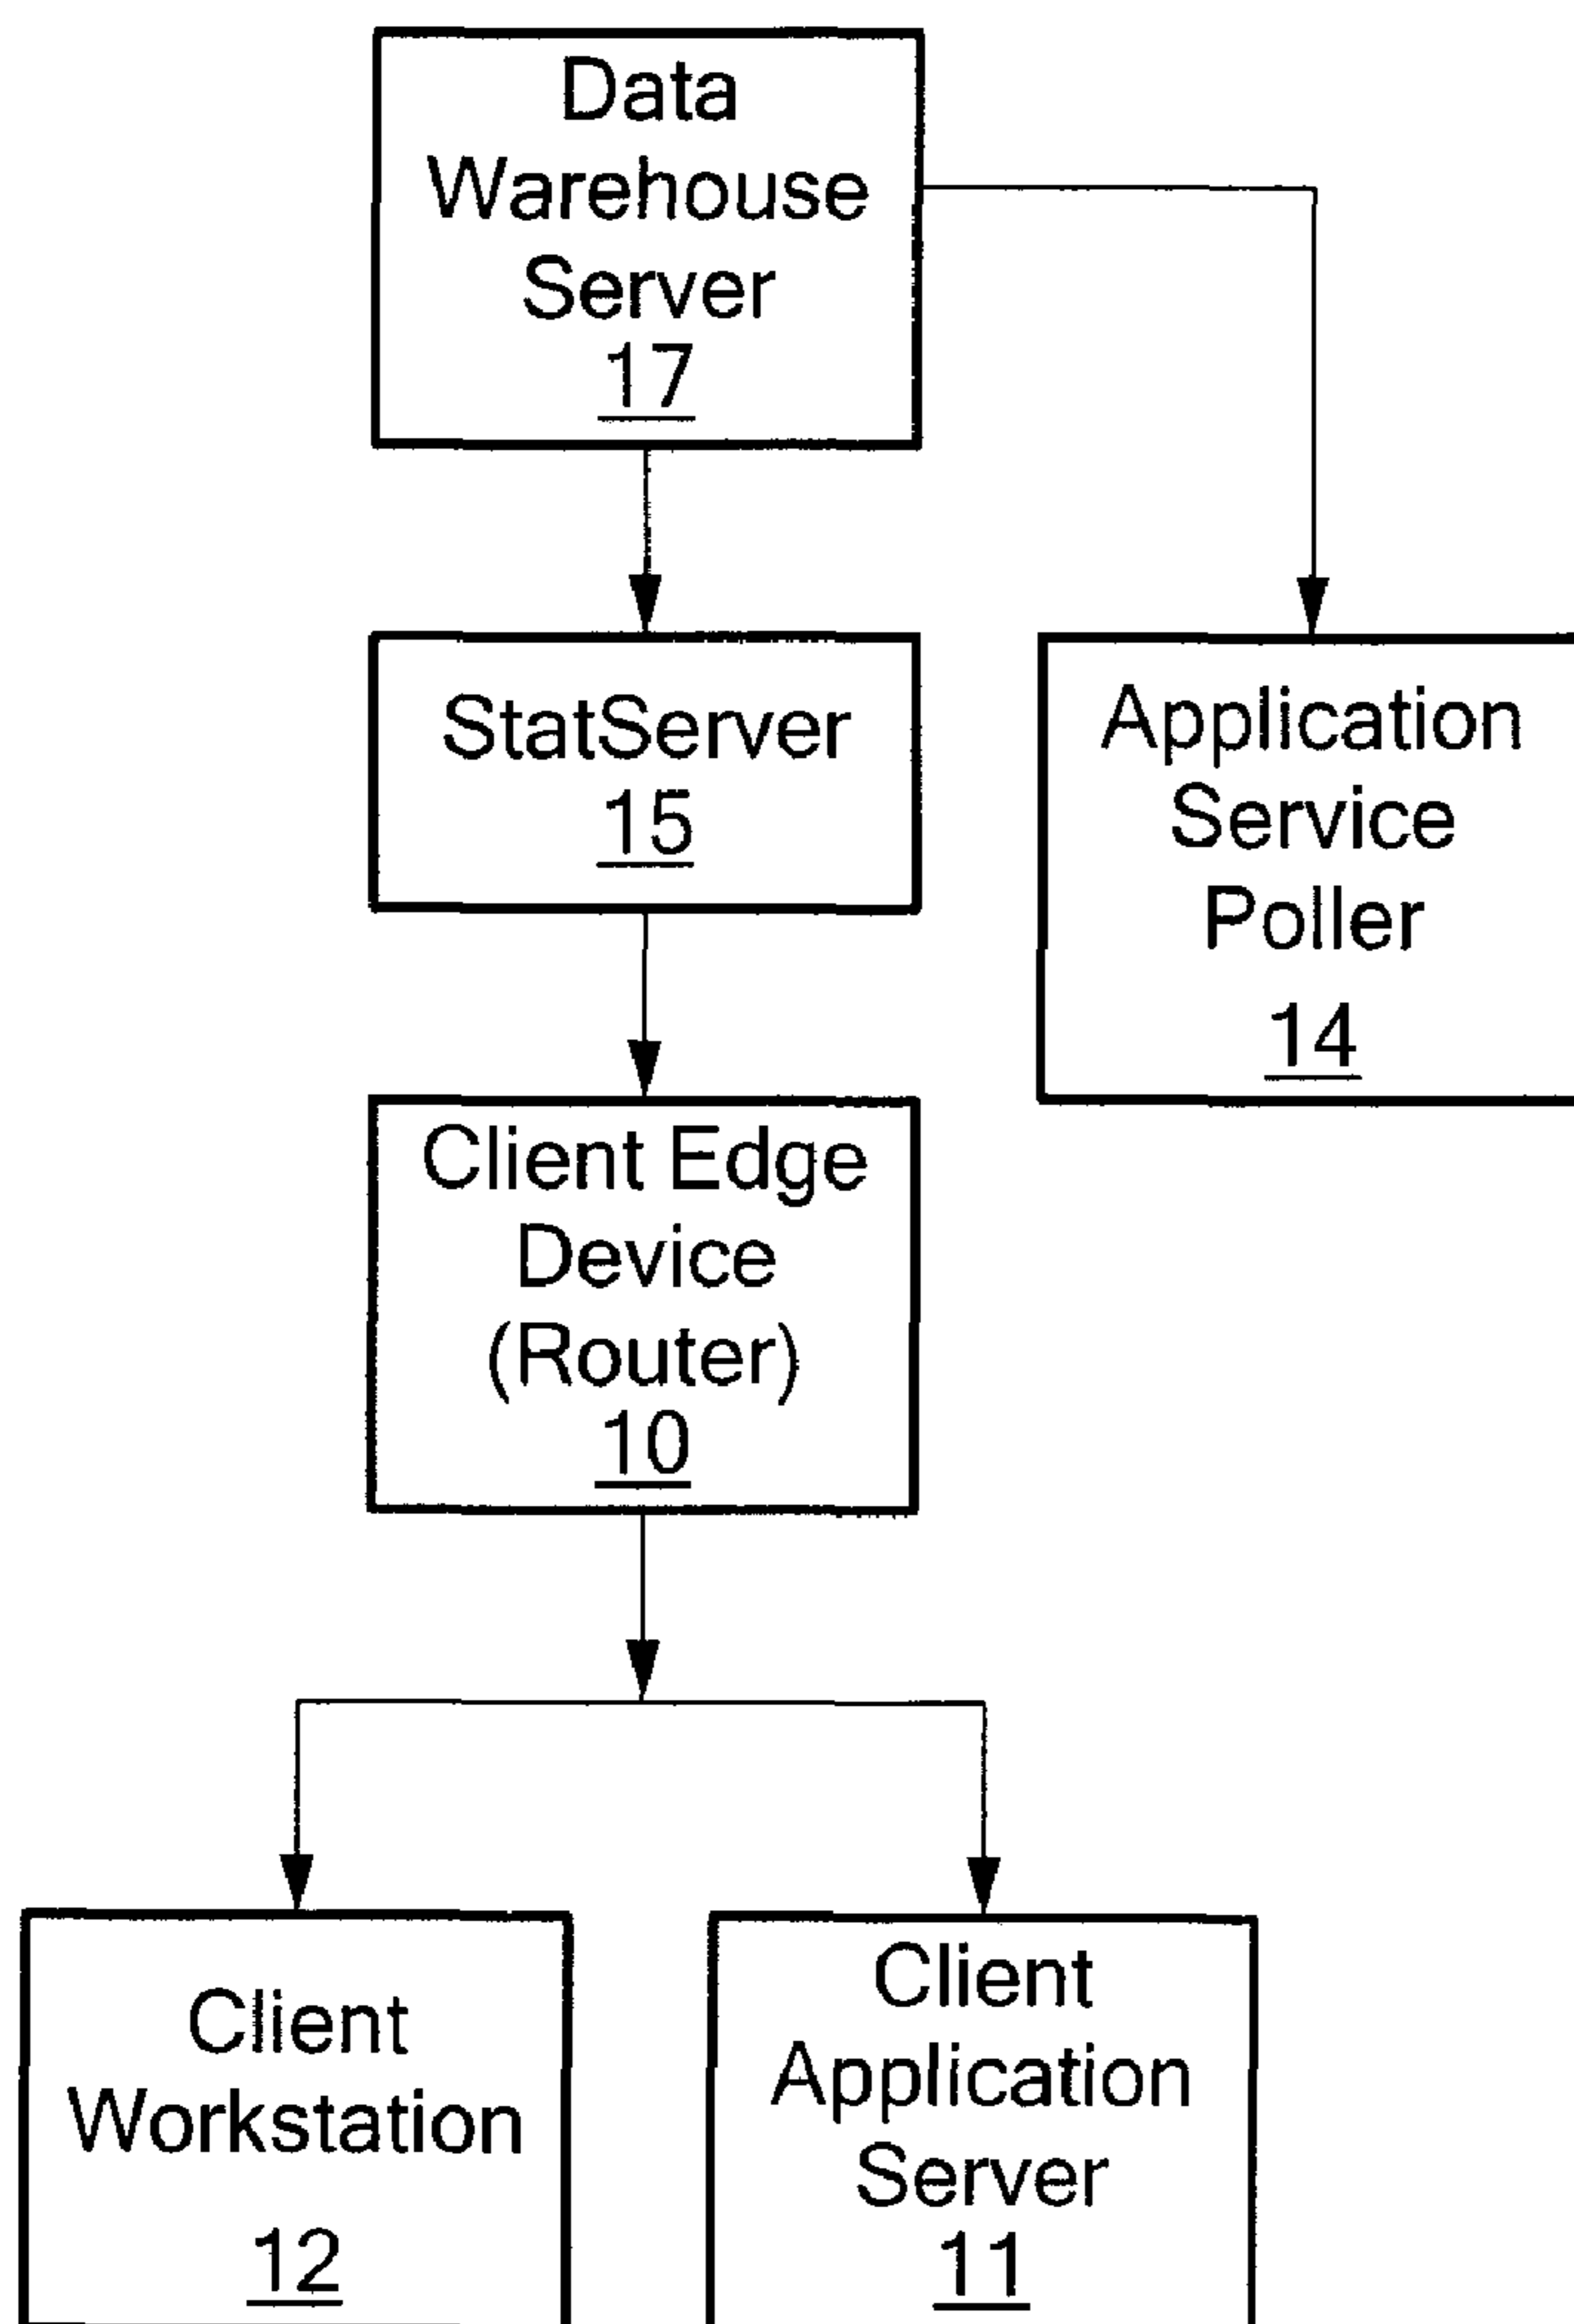 Data
Warehouse
Server
17
StatServer
15
Application
Service
Poller
14
Client Edge
Device
(Router)
10
Client
Workstation
12
Client
Application
Server
11